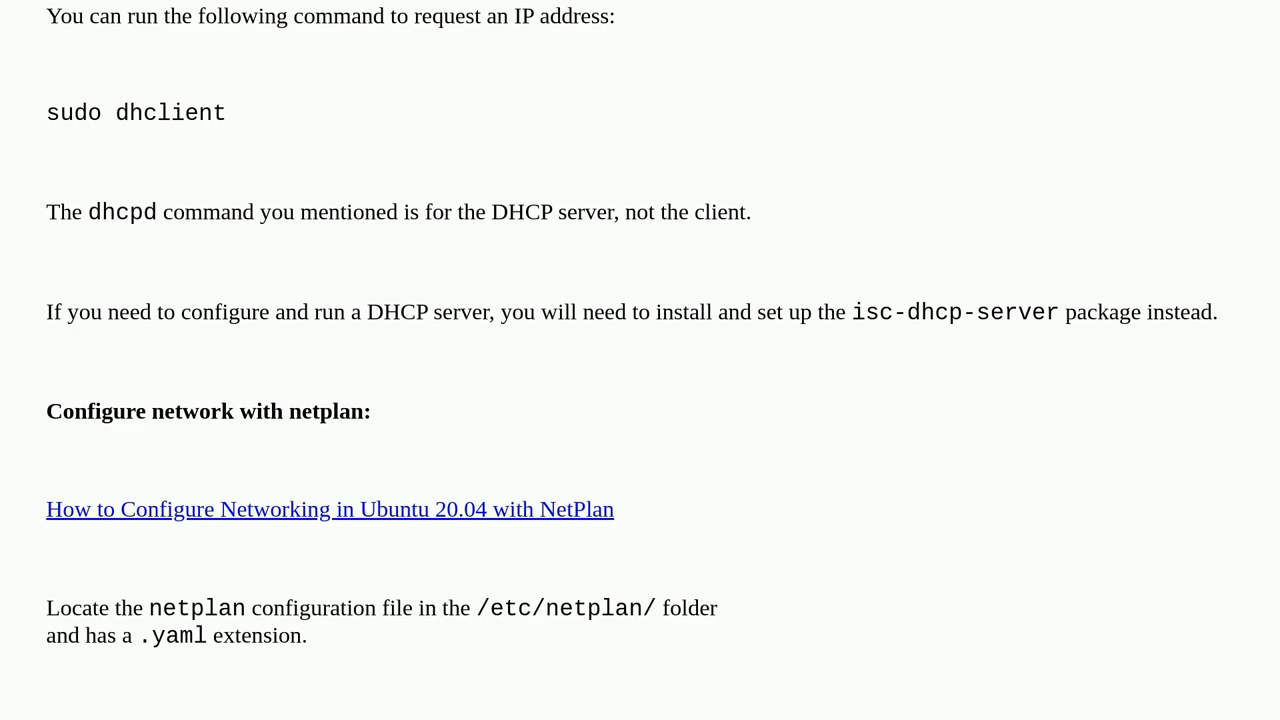 You can run the following command to request an IP address:
sudo dhclient
The dhcpd command you mentioned is for the DHCP server, not the client.
If you need to configure and run a DHCP server, you will need to install and set up the isc-dhcp-server package instead.
Configure network with netplan:
How to Configure Networking in Ubuntu 20.04 with NetPlan
Locate the netplan configuration file in the /etc/netplan/ folder
and has a .yaml extension.